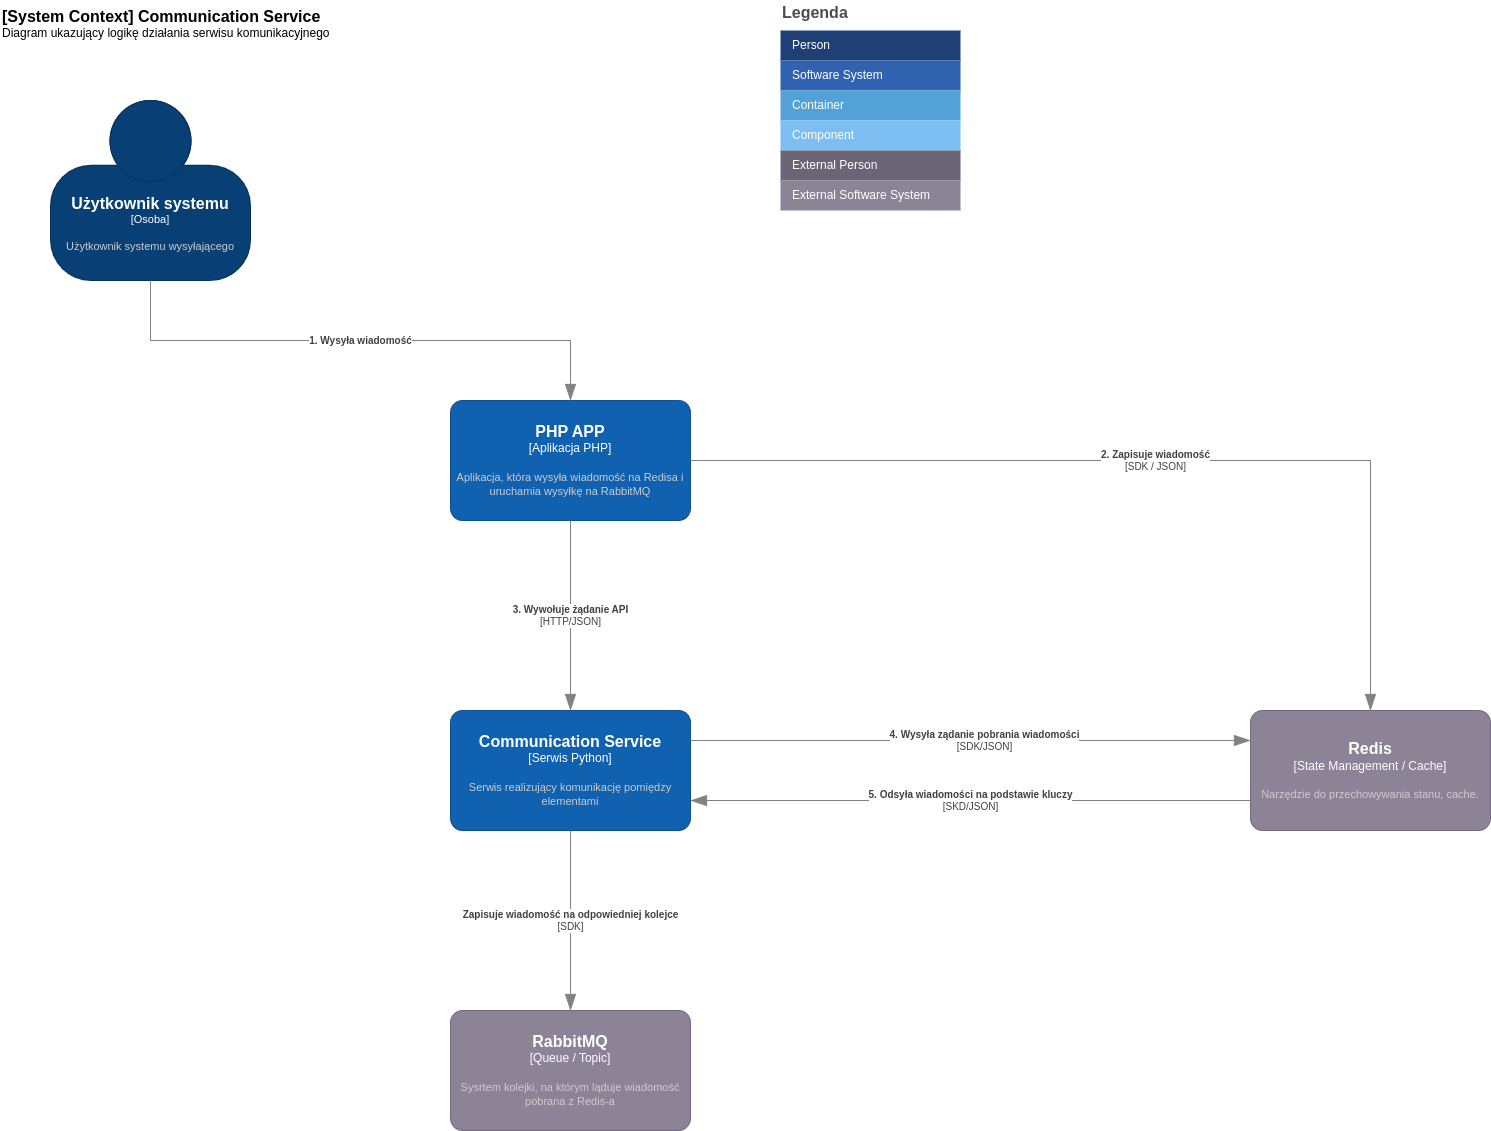 [System Context] Communication Service
Diagram ukazujący logikę działania serwisu komunikacyjnego
Legenda
Person
Software System
Container
Component
External Person
External Software System
Użytkownik systemu
[Osoba]
Użytkownik systemu wysyłającego
1. Wysyła wiadomość
PHP APP
[Aplikacja PHP]
Aplikacja, która wysyła wiadomość na Redisa i
uruchamia wysyłkę na RabbitMQ
2. Zapisuje wiadomość
[SDK / JSON]
3. Wywołuje żądanie API
[HTTP/JSON]
Communication Service
[Serwis Python]
Serwis realizujący komunikację pomiędzy
elementami
4. Wysyła ządanie pobrania wiadomości
[SDK/JSON]
5. Odsyła wiadomości na podstawie kluczy
[SKD/JSON]
Redis
[State Management / Cache]
Narzędzie do przechowywania stanu, cache.
Zapisuje wiadomość na odpowiedniej kolejce
[SDK]
RabbitMQ
[Queue / Topic]
Sysrtem kolejki, na którym ląduje wiadomość
pobrana z Redis-a